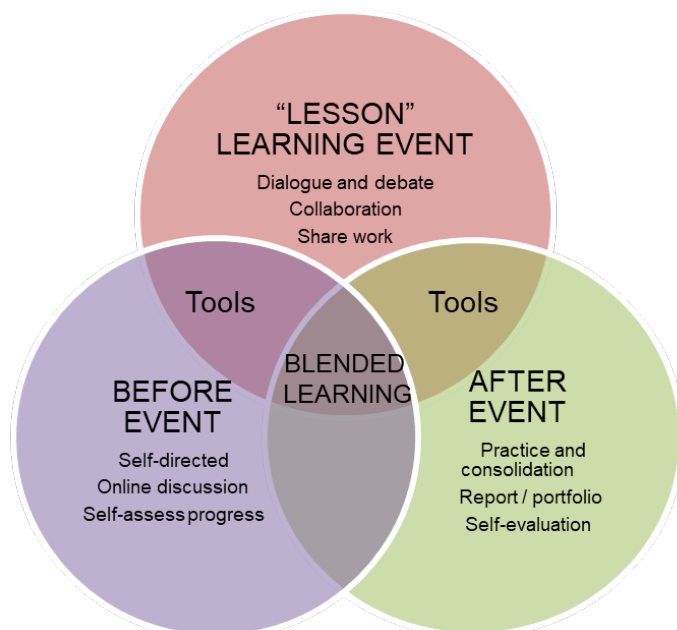 “LESSON”
LEARNING EVENT
Dialogue and debate
Collaboration
Share work
Tools
Tools
BLENDED
LEARNING
BEFORE
EVENT
Self-directed
Online discussion
Self-assess progress
AFTER
EVENT
Practice and
consolidation
Report / portfolio
Self-evaluation